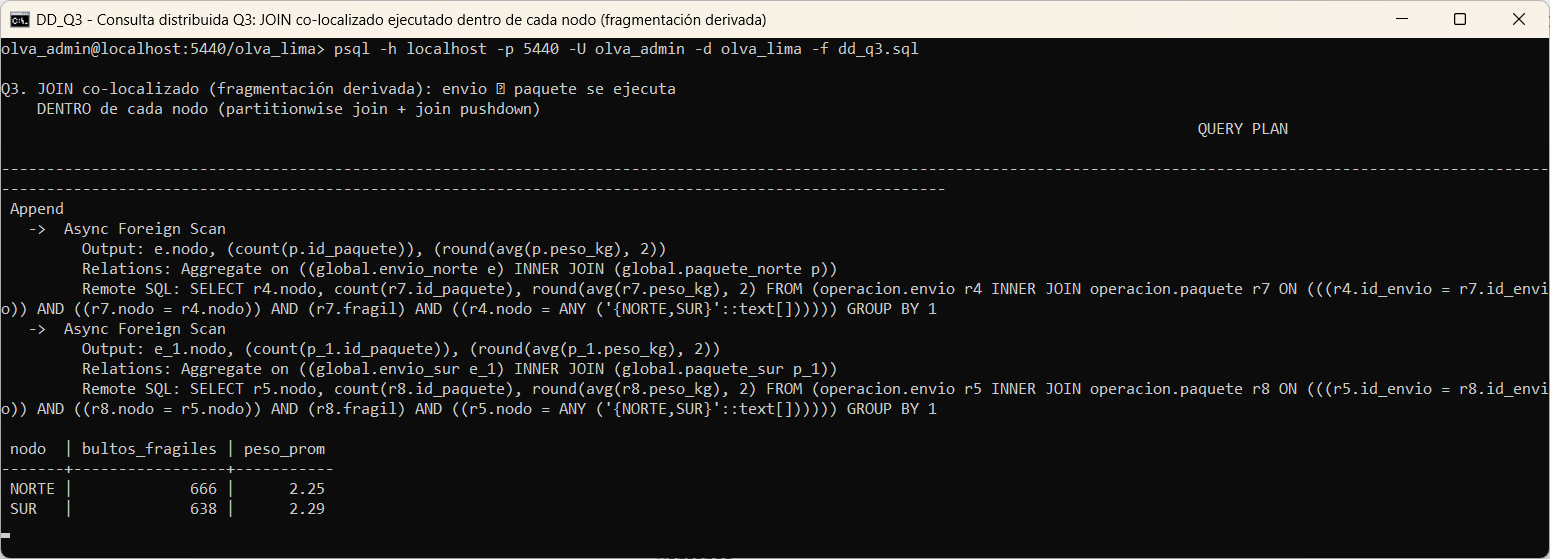 DD_Q3 - Consulta distribuida Q3: JOIN co-localizado ejecutado dentro de cada nodo (fragmentación derivada)
olva_admin@localhost:5440/olva_lima> psql -h localhost -p 5440 -U olva_admin -d olva_lima -f dd_q3.sql
Q3. JOIN co-localizado (fragmentación derivada): envio ⍰ paquete se ejecuta
DENTRO de cada nodo (partitionwise join + join pushdown)
QUERY PLAN
Append
-> Async Foreign Scan
Output: e.nodo, (count(p.id_paquete)), (round(avg(p.peso_kg), 2))
Relations: Aggregate on ((global.envio_norte e) INNER JOIN (global.paquete_norte p))
Remote SQL: SELECT r4.nodo, count(r7.id_paquete), round(avg(r7.peso_kg), 2) FROM (operacion.envio r4 INNER JOIN operacion.paquete r7 ON (((r4.id_envio = r7.id_envi
o)) AND ((r7.nodo = r4.nodo)) AND (r7.fragil) AND ((r4.nodo = ANY ('{NORTE,SUR}'::text[]))))) GROUP BY 1
-> Async Foreign Scan
Output: e_1.nodo, (count(p_1.id_paquete)), (round(avg(p_1.peso_kg), 2))
Relations: Aggregate on ((global.envio_sur e_1) INNER JOIN (global.paquete_sur p_1))
Remote SQL: SELECT r5.nodo, count(r8.id_paquete), round(avg(r8.peso_kg), 2) FROM (operacion.envio r5 INNER JOIN operacion.paquete r8 ON (((r5.id_envio = r8.id_envi
o)) AND ((r8.nodo = r5.nodo)) AND (r8.fragil) AND ((r5.nodo = ANY ('{NORTE,SUR}'::text[]))))) GROUP BY 1
nodo | bultos_fragiles | peso_prom
-------+-----------------+-----------
NORTE | 666 | 2.25
SUR | 638 | 2.29